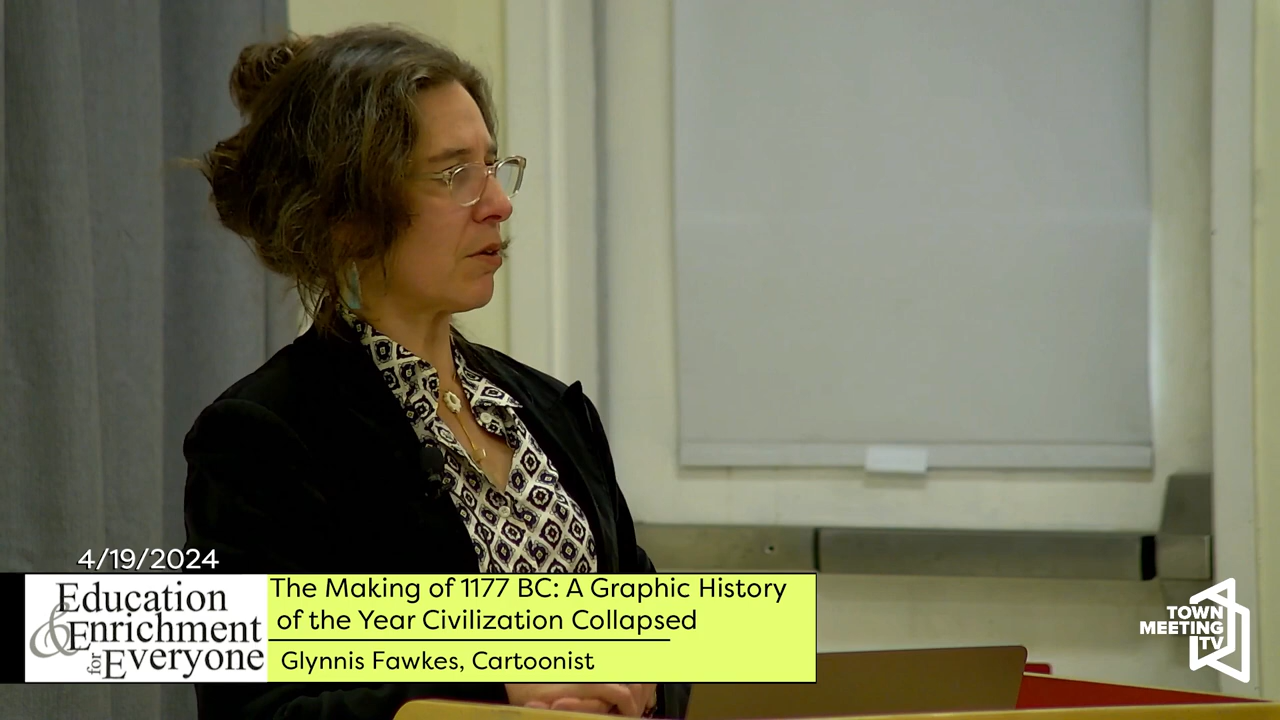 4/19/2024
Education
& Enrichment
for Everyone
The Making of 1177 BC: A Graphic History
of the Year Civilization Collapsed
Glynnis Fawkes, Cartoonist
TOWN
MEETING
TV